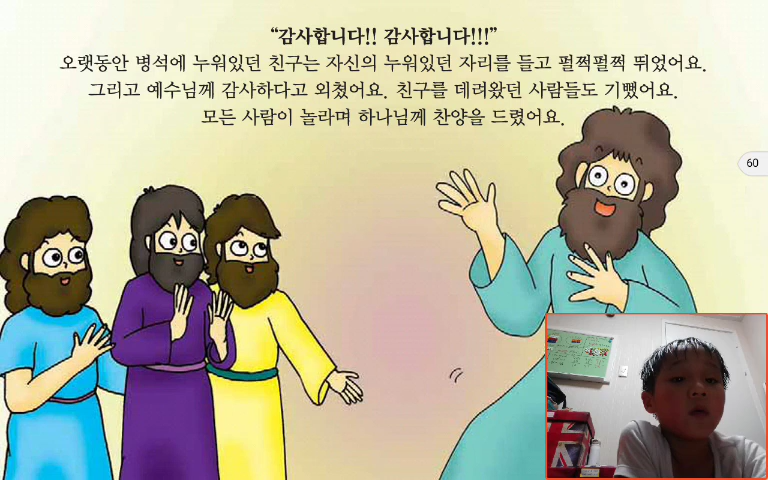 “감사합니다!! 감사합니다!!!”
오랫동안 병석에 누워있던 친구는 자신의 누워있던 자리를 들고 펄쩍펄쩍 뛰었어요.
그리고 예수님께 감사하다고 외쳤어요. 친구를 데려왔던 사람들도 기뻤어요.
모든 사람이 놀라며 하나님께 찬양을 드렸어요.
60